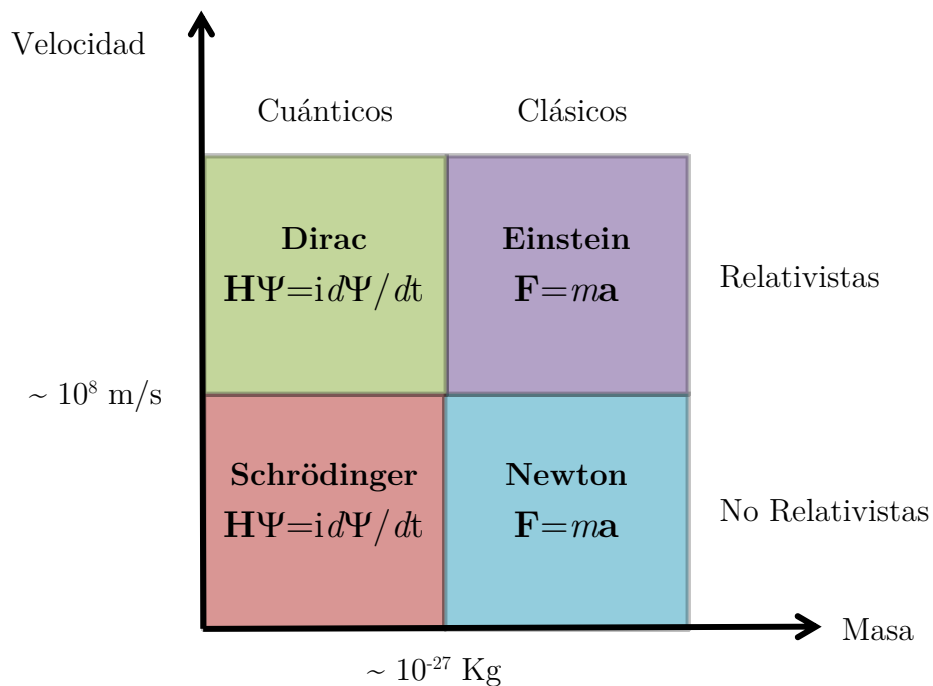 Velocidad
Cuánticos
Clásicos
Dirac
HΨ=idΨ/dt
Einstein
F=ma
Relativistas
~ 10⁸ m/s
Schrödinger
HΨ=idΨ/dt
Newton
F=ma
No Relativistas
Masa
~ 10⁻²⁷ Kg